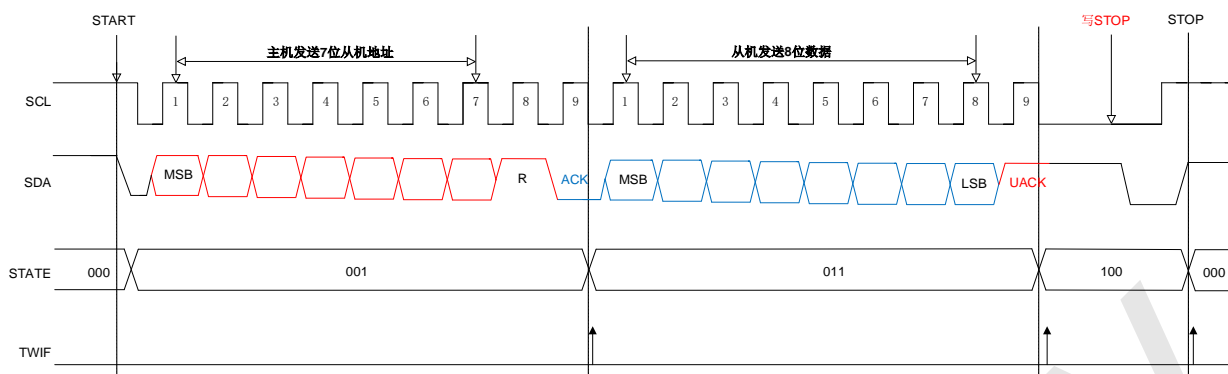 START
写STOP
STOP
主机发送7位从机地址
从机发送8位数据
SCL
1 2 3 4 5 6 7 8 9 1 2 3 4 5 6 7 8 9
SDA
MSB R ACK MSB LSB UACK
STATE
000 001 011 100 000
TWIF